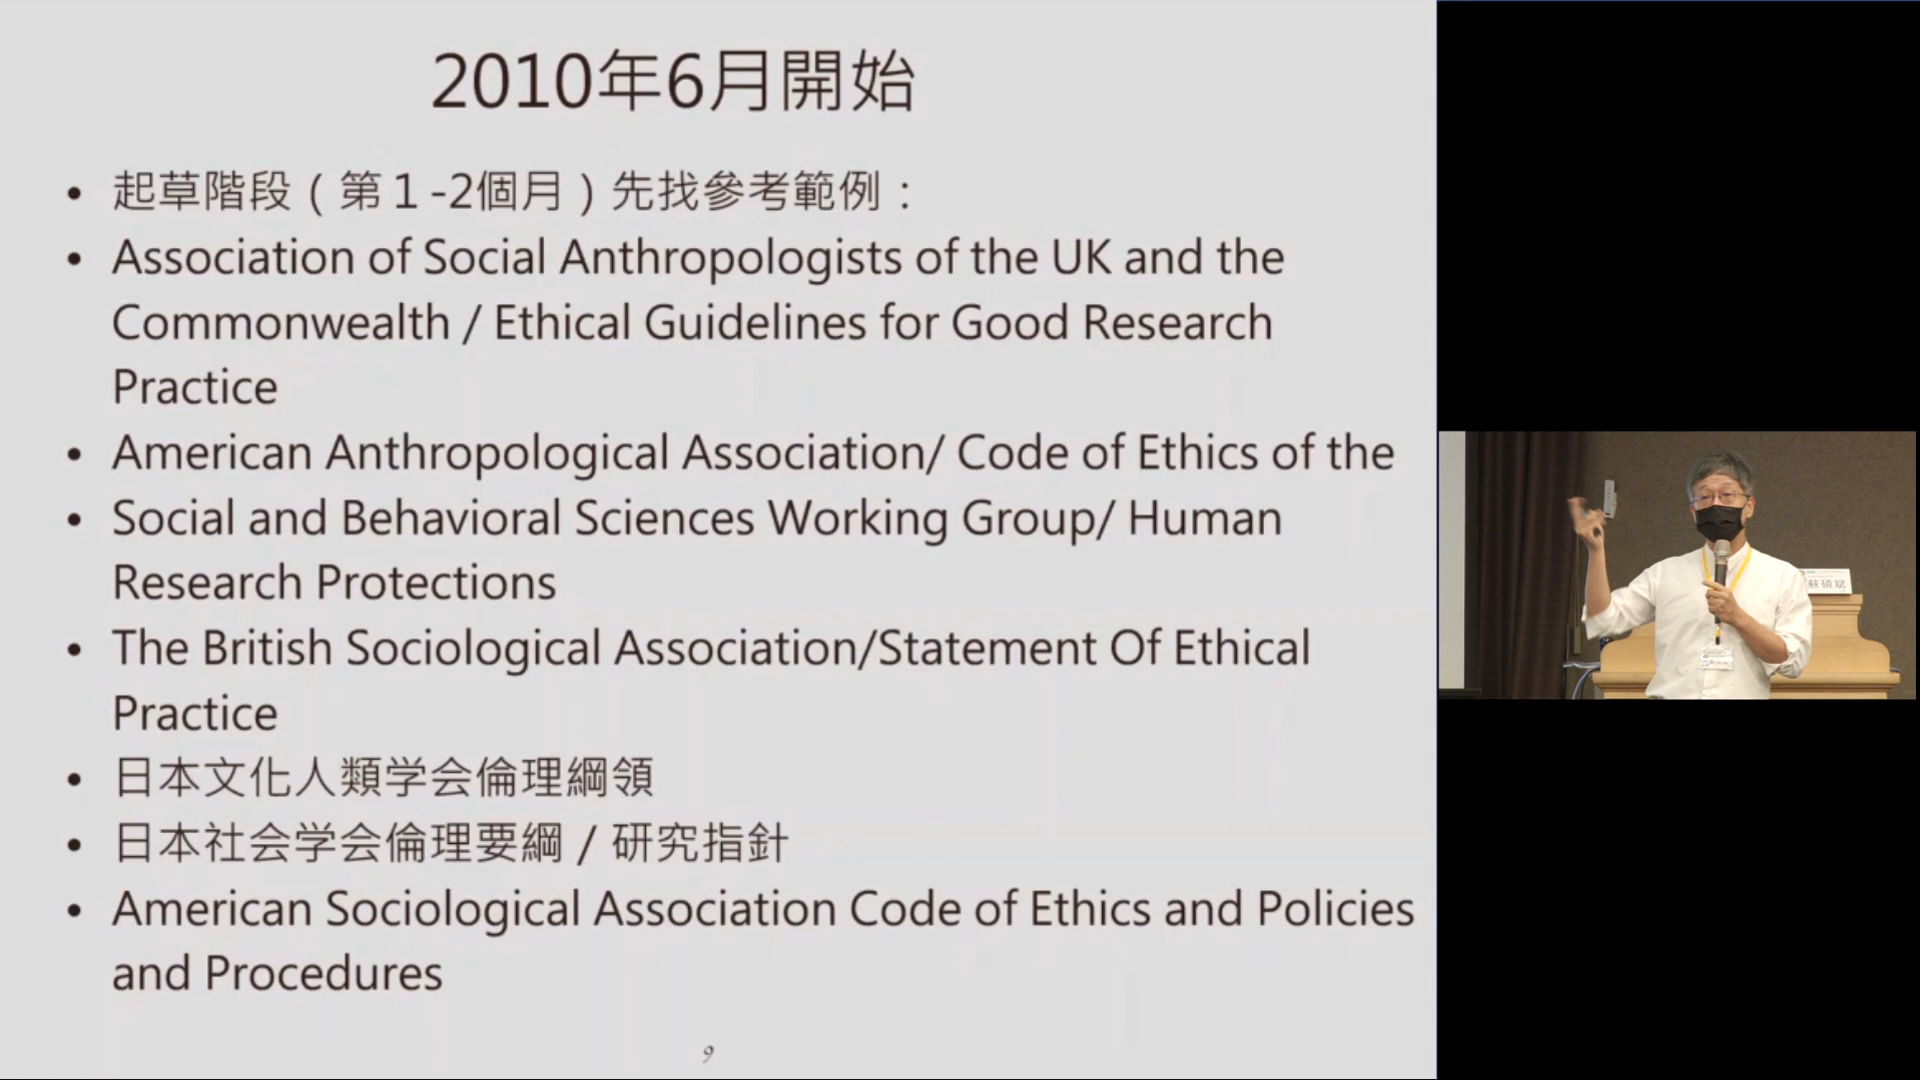 2010年6月開始
• 起草階段（第１-2個月）先找參考範例：
• Association of Social Anthropologists of the UK and the
Commonwealth / Ethical Guidelines for Good Research
Practice
• American Anthropological Association/ Code of Ethics of the
• Social and Behavioral Sciences Working Group/ Human
Research Protections
• The British Sociological Association/Statement Of Ethical
Practice
• 日本文化人類学会倫理綱領
• 日本社会学会倫理要綱 / 研究指針
• American Sociological Association Code of Ethics and Policies
and Procedures
9
蘇碩斌